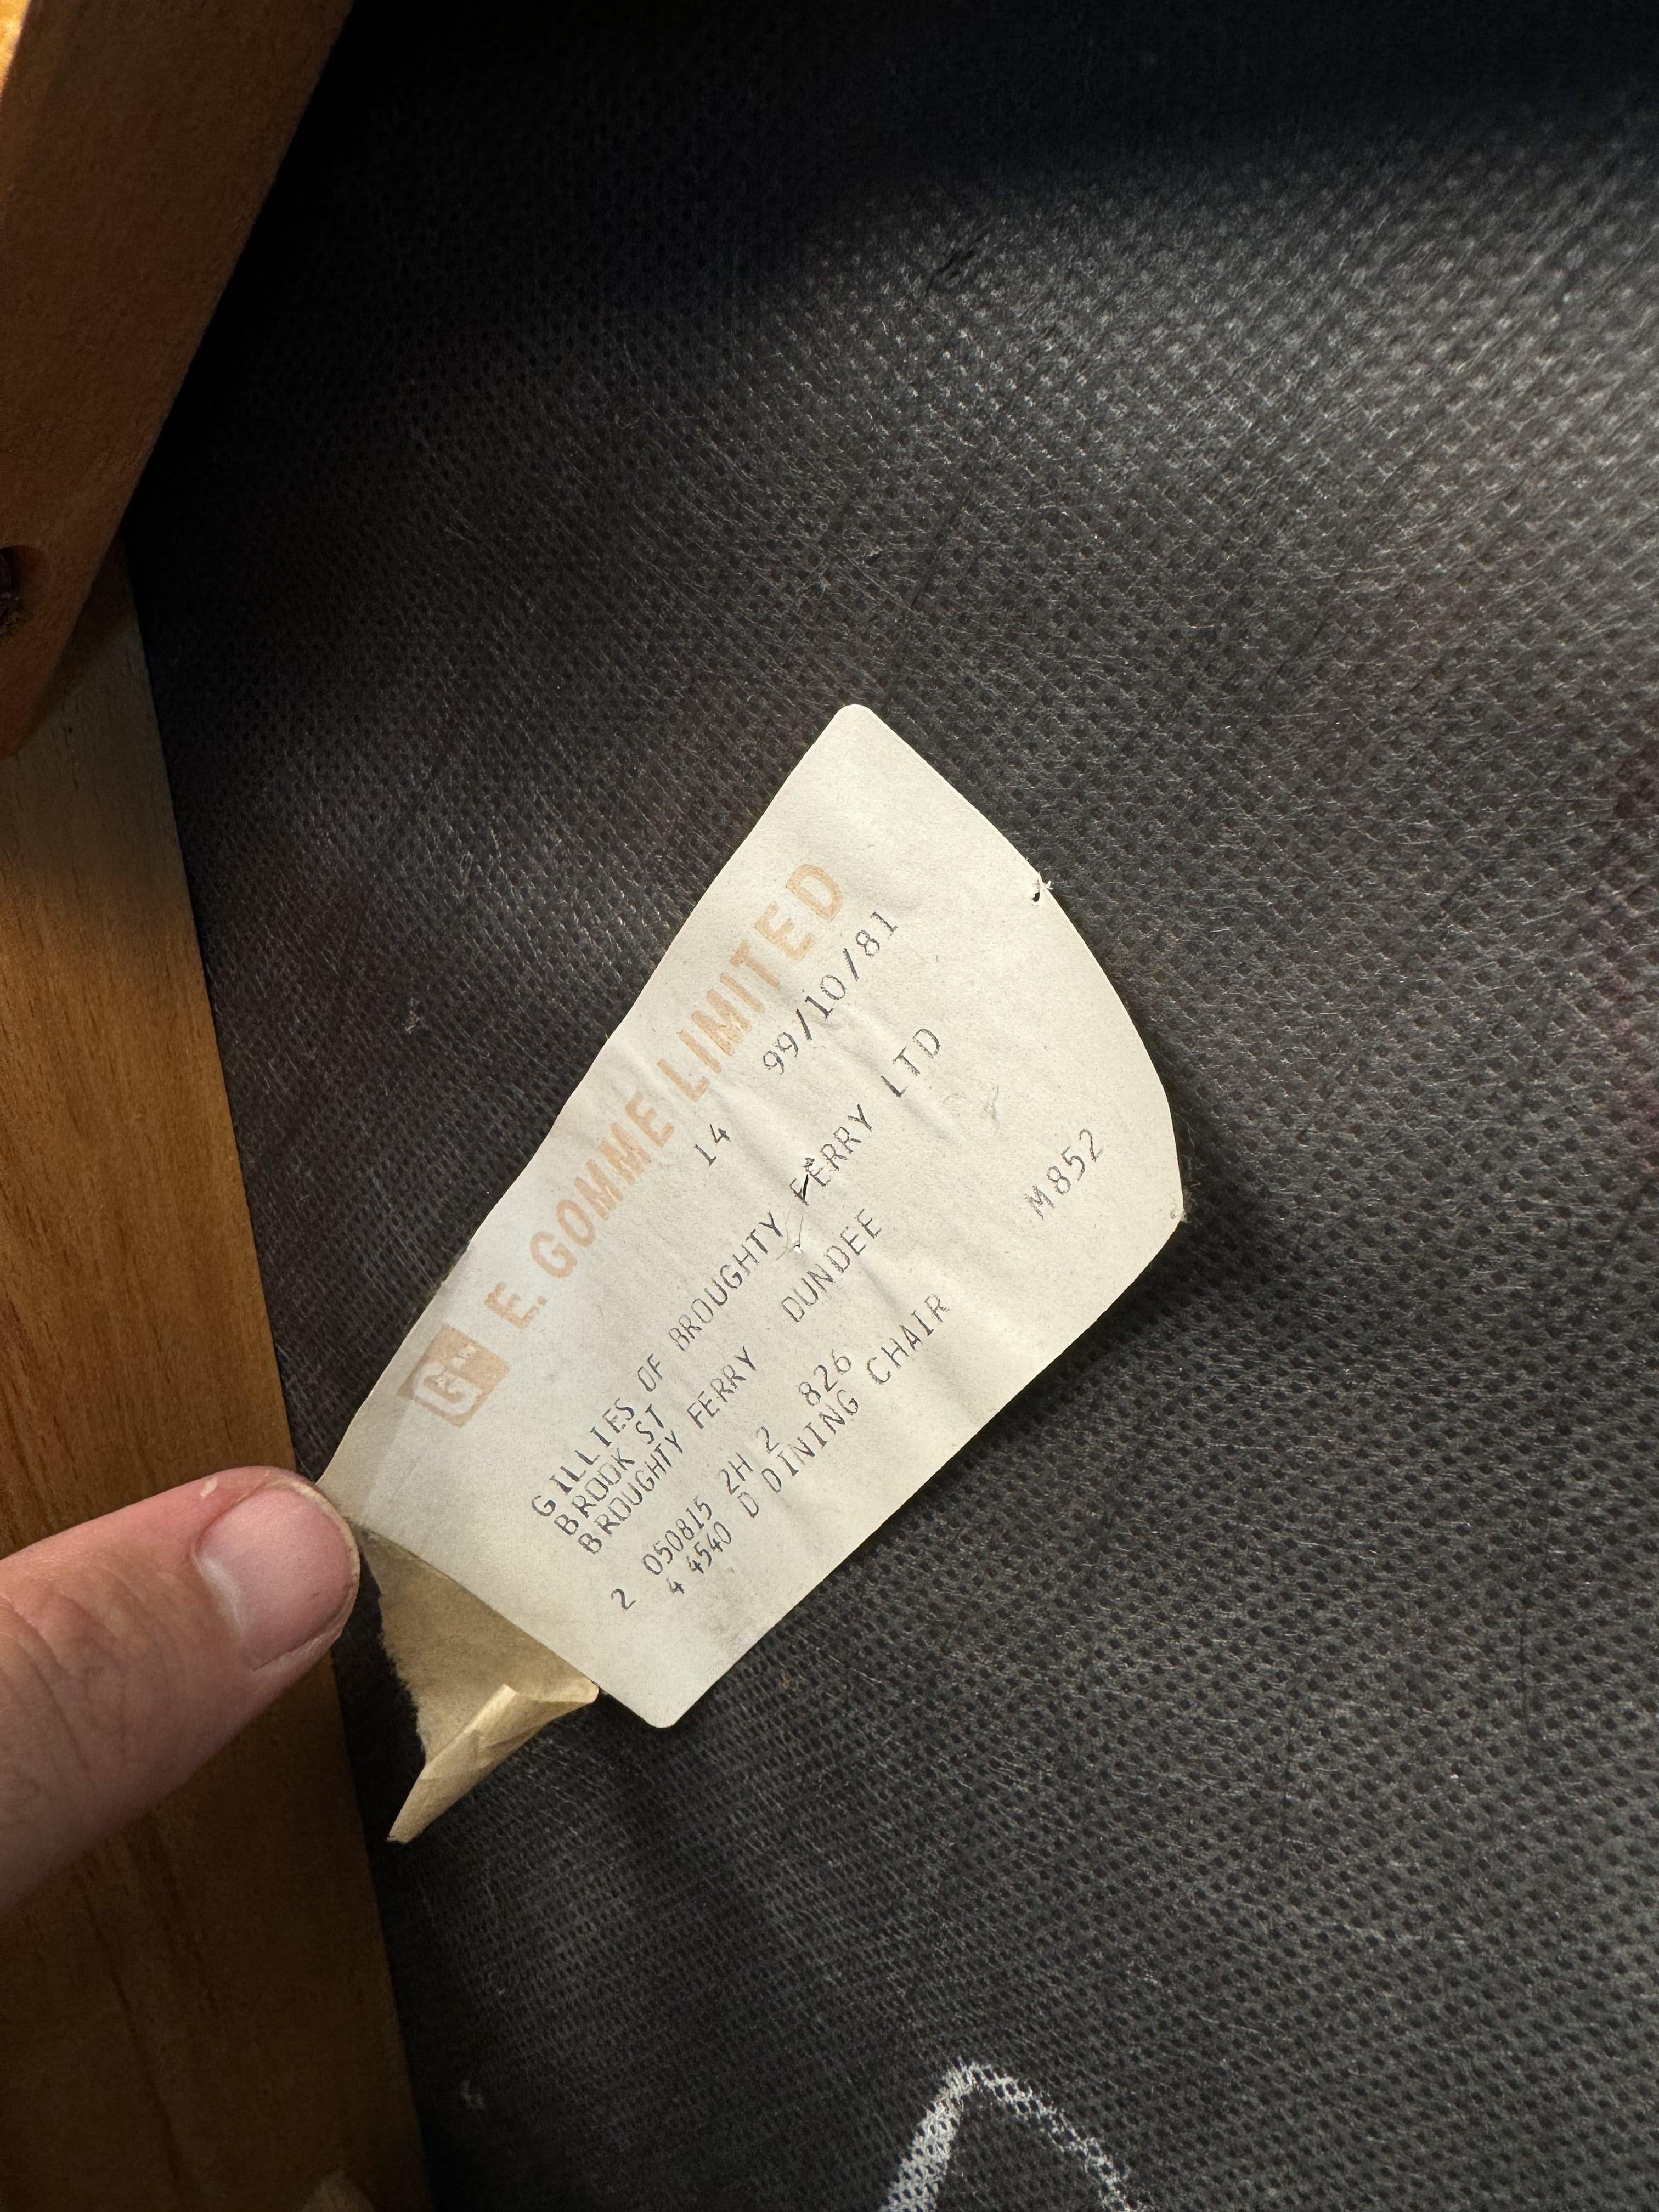 G E. GOMME LIMITED
14 99/10/81
GILLIES OF BROUGHTY FERRY LTD
BROOK ST
BROUGHTY FERRY DUNDEE
2 050815 2H 2 826 M852
4 4540 D DINING CHAIR